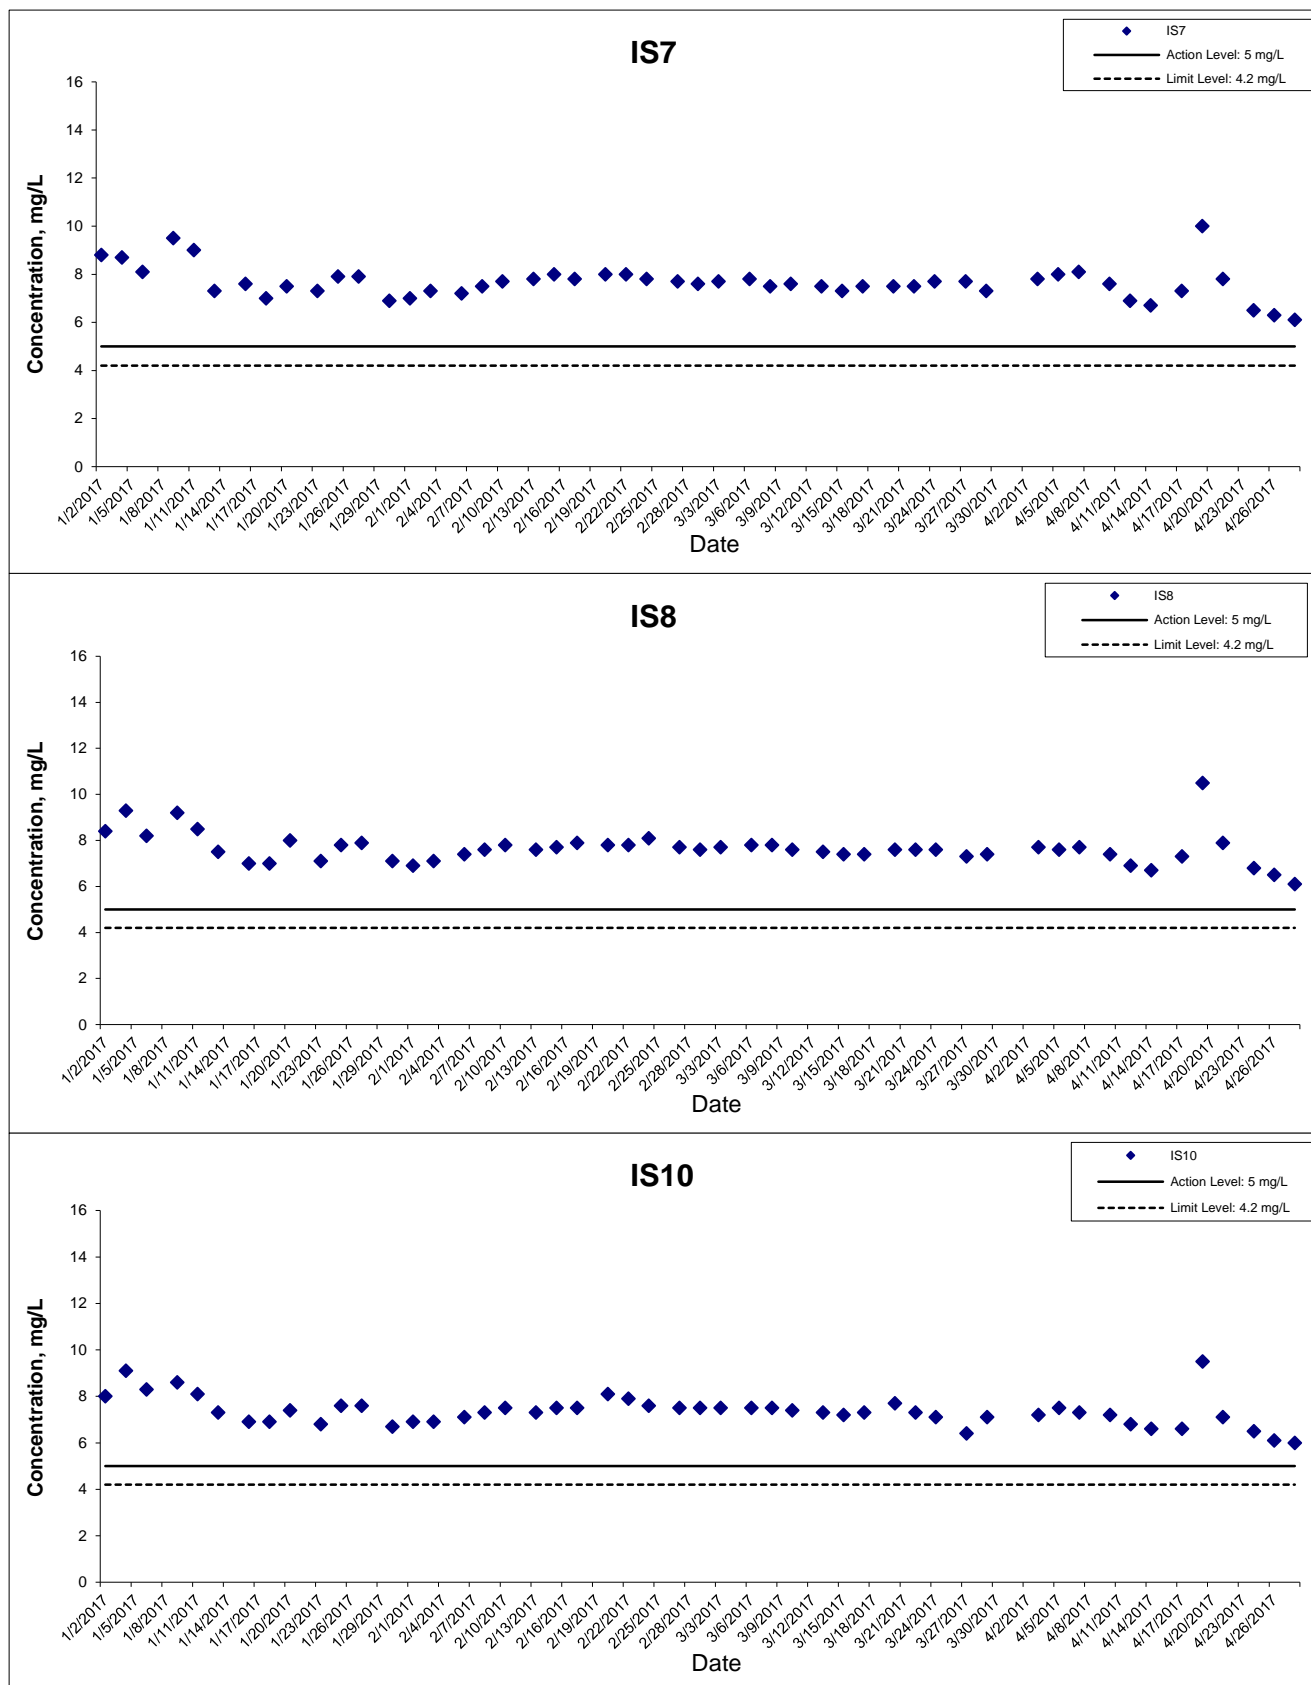 IS7
IS7
Action Level: 5 mg/L
Limit Level: 4.2 mg/L
Concentration, mg/L
16
14
12
10
8
6
4
2
0
1/2/2017 1/5/2017 1/8/2017 1/11/2017 1/14/2017 1/17/2017 1/20/2017 1/23/2017 1/26/2017 1/29/2017 2/1/2017 2/4/2017 2/7/2017 2/10/2017 2/13/2017 2/16/2017 2/19/2017 2/22/2017 2/25/2017 2/28/2017 3/3/2017 3/6/2017 3/9/2017 3/12/2017 3/15/2017 3/18/2017 3/21/2017 3/24/2017 3/27/2017 3/30/2017 4/2/2017 4/5/2017 4/8/2017 4/11/2017 4/14/2017 4/17/2017 4/20/2017 4/23/2017 4/26/2017
Date
IS8
IS8
Action Level: 5 mg/L
Limit Level: 4.2 mg/L
Concentration, mg/L
16
14
12
10
8
6
4
2
0
1/2/2017 1/5/2017 1/8/2017 1/11/2017 1/14/2017 1/17/2017 1/20/2017 1/23/2017 1/26/2017 1/29/2017 2/1/2017 2/4/2017 2/7/2017 2/10/2017 2/13/2017 2/16/2017 2/19/2017 2/22/2017 2/25/2017 2/28/2017 3/3/2017 3/6/2017 3/9/2017 3/12/2017 3/15/2017 3/18/2017 3/21/2017 3/24/2017 3/27/2017 3/30/2017 4/2/2017 4/5/2017 4/8/2017 4/11/2017 4/14/2017 4/17/2017 4/20/2017 4/23/2017 4/26/2017
Date
IS10
IS10
Action Level: 5 mg/L
Limit Level: 4.2 mg/L
Concentration, mg/L
16
14
12
10
8
6
4
2
0
1/2/2017 1/5/2017 1/8/2017 1/11/2017 1/14/2017 1/17/2017 1/20/2017 1/23/2017 1/26/2017 1/29/2017 2/1/2017 2/4/2017 2/7/2017 2/10/2017 2/13/2017 2/16/2017 2/19/2017 2/22/2017 2/25/2017 2/28/2017 3/3/2017 3/6/2017 3/9/2017 3/12/2017 3/15/2017 3/18/2017 3/21/2017 3/24/2017 3/27/2017 3/30/2017 4/2/2017 4/5/2017 4/8/2017 4/11/2017 4/14/2017 4/17/2017 4/20/2017 4/23/2017 4/26/2017
Date